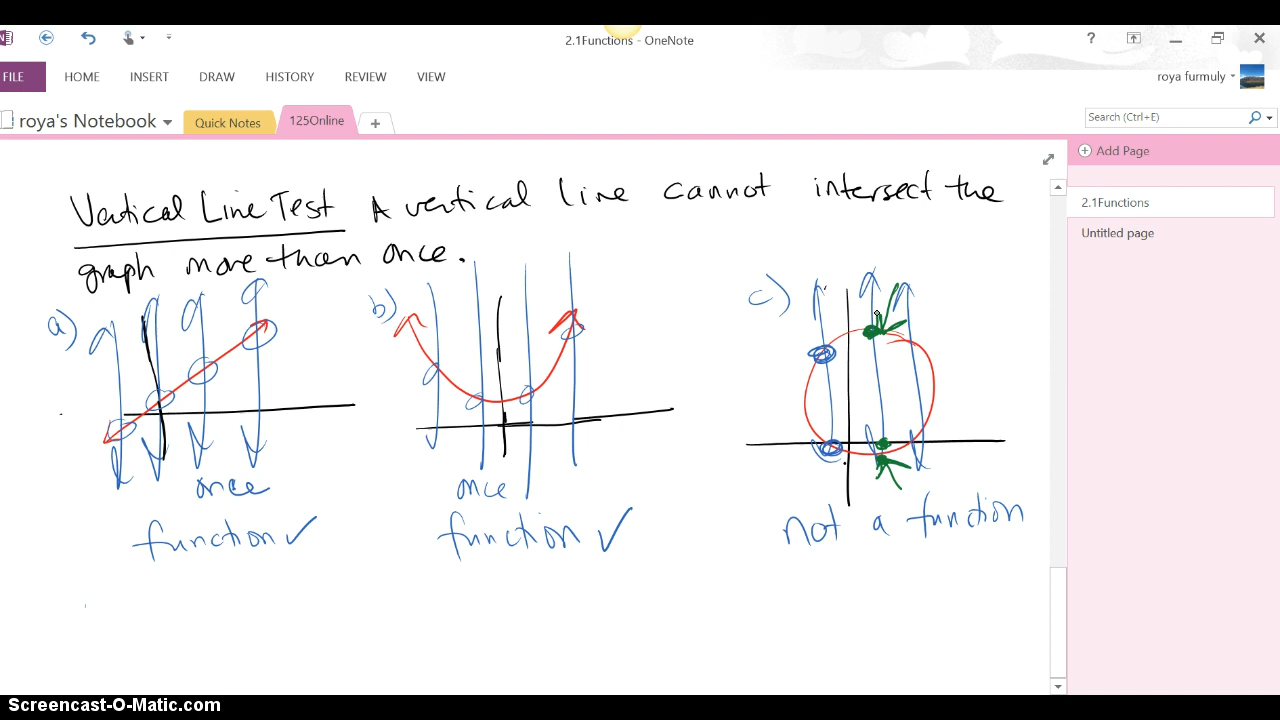 2.1Functions - OneNote
?
FILE HOME INSERT DRAW HISTORY REVIEW VIEW
roya furmuly
roya's Notebook
Quick Notes
125Online
+
Search (Ctrl+E)
Add Page
2.1Functions
Untitled page
Vertical Line Test A vertical line cannot intersect the
graph more than once.
a)
b)
c)
once
once
function ✓
function ✓
not a function
Screencast-O-Matic.com